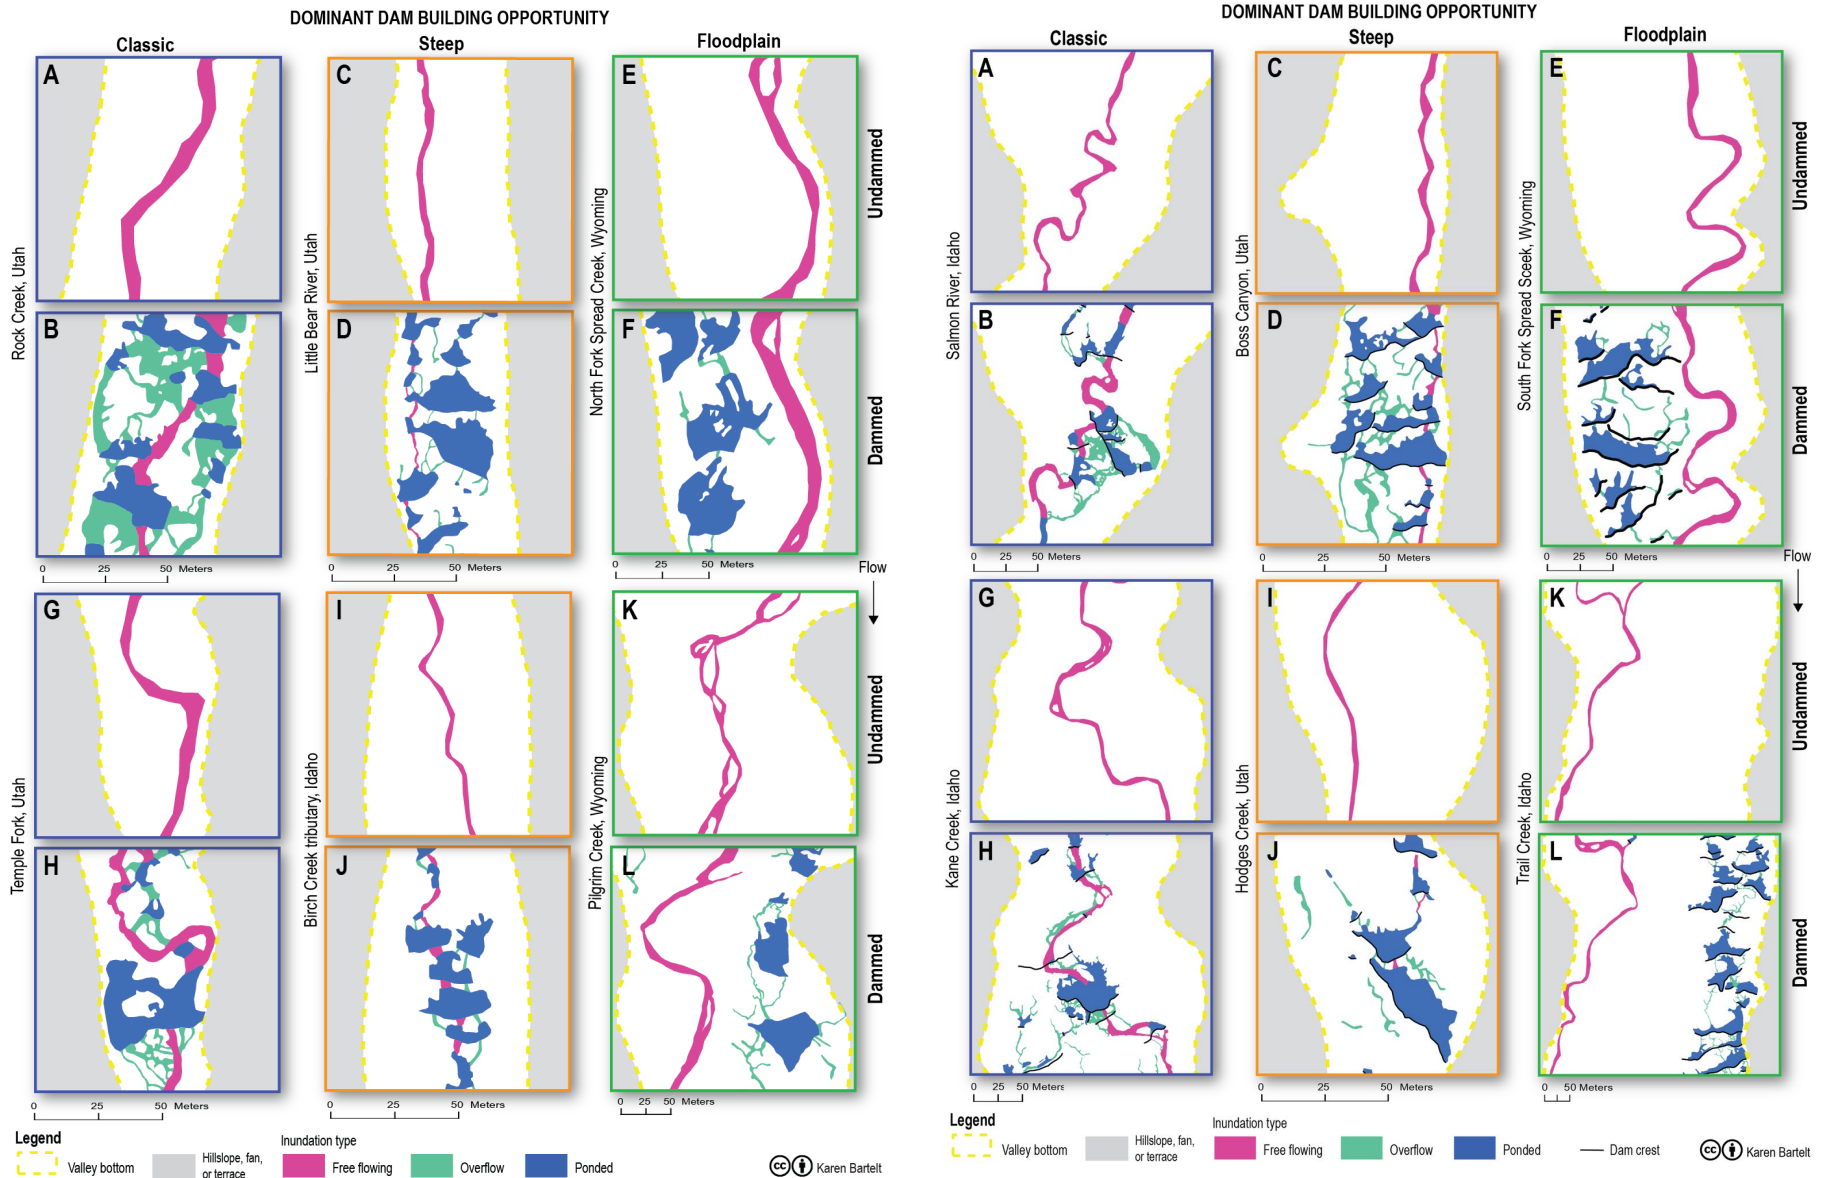 DOMINANT DAM BUILDING OPPORTUNITY
Classic
Steep
Floodplain
A
C
E
Undammed
Rock Creek, Utah
Little Bear River, Utah
North Fork Spread Creek, Wyoming
B
D
F
Dammed
0 25 50 Meters
0 25 50 Meters
0 25 50 Meters
Flow
G
I
K
Undammed
Temple Fork, Utah
Birch Creek tributary, Idaho
Pilgrim Creek, Wyoming
H
J
L
Dammed
0 25 50 Meters
0 25 50 Meters
0 25 50 Meters
Legend
Valley bottom
Hillslope, fan,
or terrace
Inundation type
Free flowing
Overflow
Ponded
CC
Karen Bartelt
DOMINANT DAM BUILDING OPPORTUNITY
Classic
Steep
Floodplain
A
C
E
Undammed
Salmon River, Idaho
Boss Canyon, Utah
South Fork Spread Sceek, Wyoming
B
D
F
Dammed
0 25 50 Meters
0 25 50
0 25 50 Meters
Flow
G
I
K
Undammed
Kane Creek, Idaho
Hodges Creek, Utah
Trail Creek, Idaho
H
J
L
Dammed
0 25 50 Meters
0 25 50 Meters
0 50 Meters
Legend
Valley bottom
Hillslope, fan,
or terrace
Inundation type
Free flowing
Overflow
Ponded
Dam crest
CC
Karen Bartelt